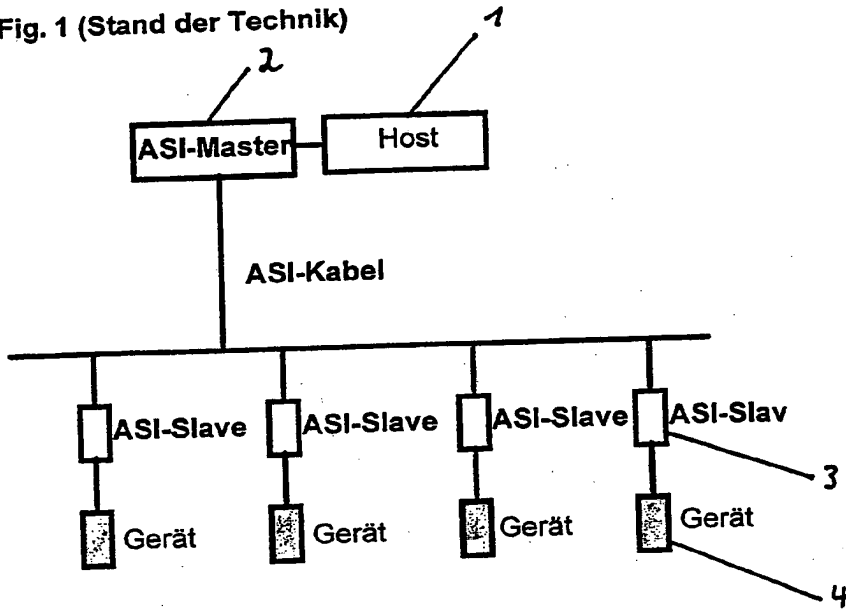 Fig. 1 (Stand der Technik)
2
1
ASI-Master
Host
ASI-Kabel
ASI-Slave
ASI-Slave
ASI-Slave
ASI-Slav
3
Gerät
Gerät
Gerät
Gerät
4